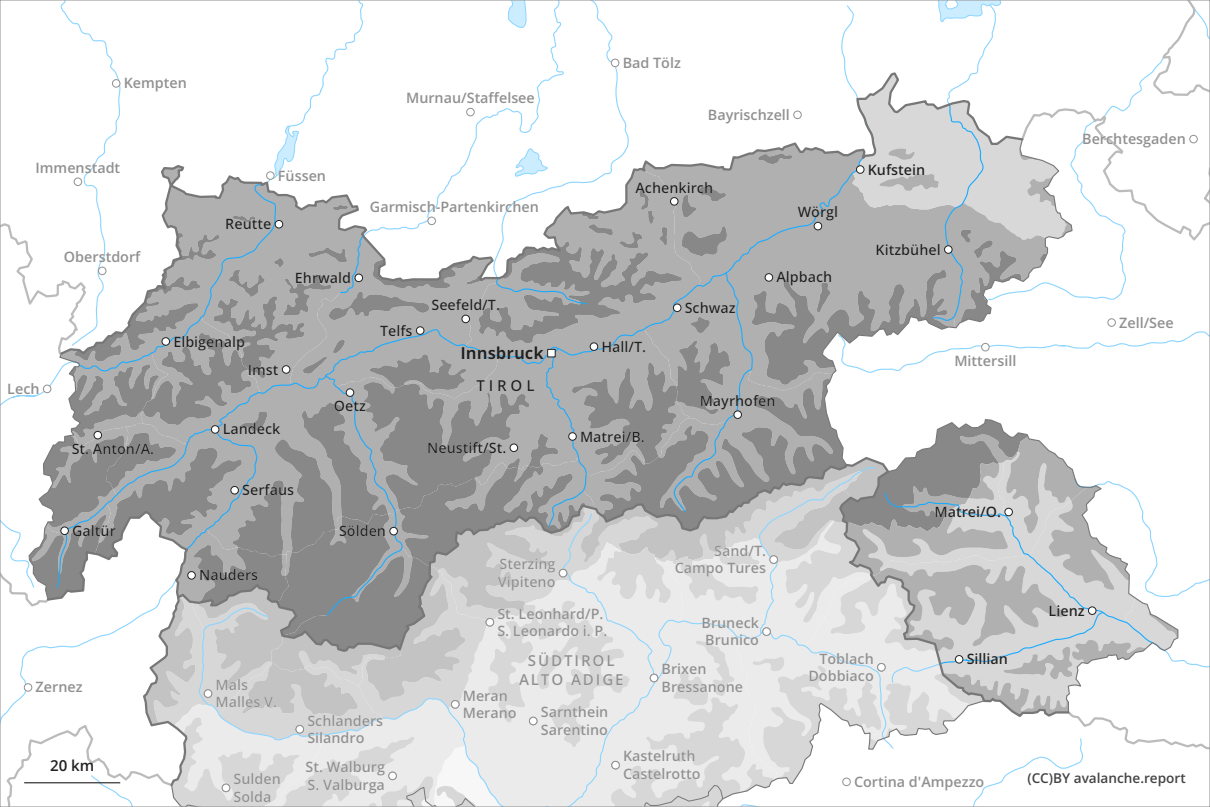 Kempten
Bad Tölz
Murnau/Staffelsee
Bayrischzell
Berchtesgaden
Immenstadt
Füssen
Kufstein
Achenkirch
Garmisch-Partenkirchen
Wörgl
Reutte
Kitzbühel
Oberstdorf
Ehrwald
Alpbach
Seefeld/T.
Schwaz
Zell/See
Telfs
Elbigenalp
Innsbruck
Hall/T.
Mittersill
Imst
TIROL
Lech
Oetz
Mayrhofen
Landeck
Matrei/B.
St. Anton/A.
Neustift/St.
Serfaus
Matrei/O.
Galtür
Sölden
Sand/T.
Campo Tures
Sterzing
Vipiteno
Nauders
Lienz
St. Leonhard/P.
S. Leonardo i. P.
Bruneck
Brunico
SÜDTIROL
ALTO ADIGE
Toblach
Dobbiaco
Sillian
Brixen
Bressanone
Zernez
Mals
Malles V.
Meran
Merano
Sarnthein
Sarentino
Schlanders
Silandro
Kastelruth
Castelrotto
St. Walburg
S. Valburga
20 km
Sulden
Solda
Cortina d'Ampezzo
(CC)BY avalanche.report